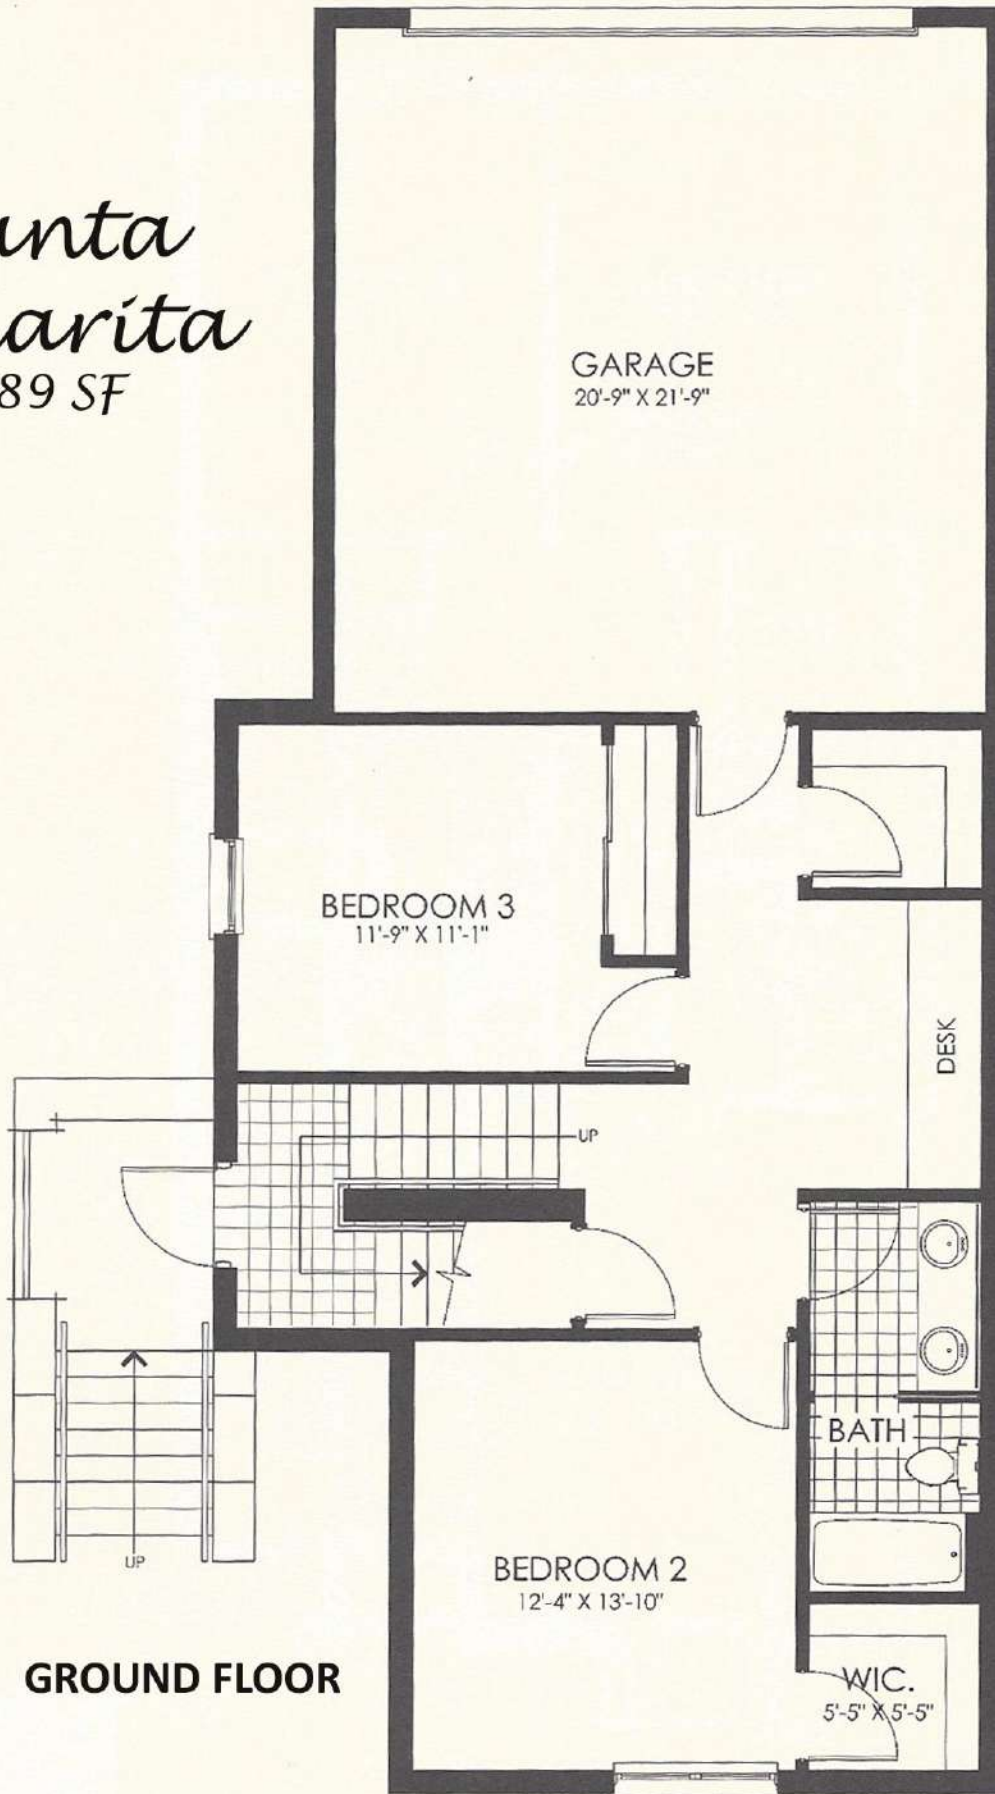 anta
arita
89 SF
GARAGE
20'-9" X 21'-9"
BEDROOM 3
11'-9" X 11'-1"
DESK
UP
BATH
UP
BEDROOM 2
12'-4" X 13'-10"
WIC.
5'-5" X 5'-5"
GROUND FLOOR